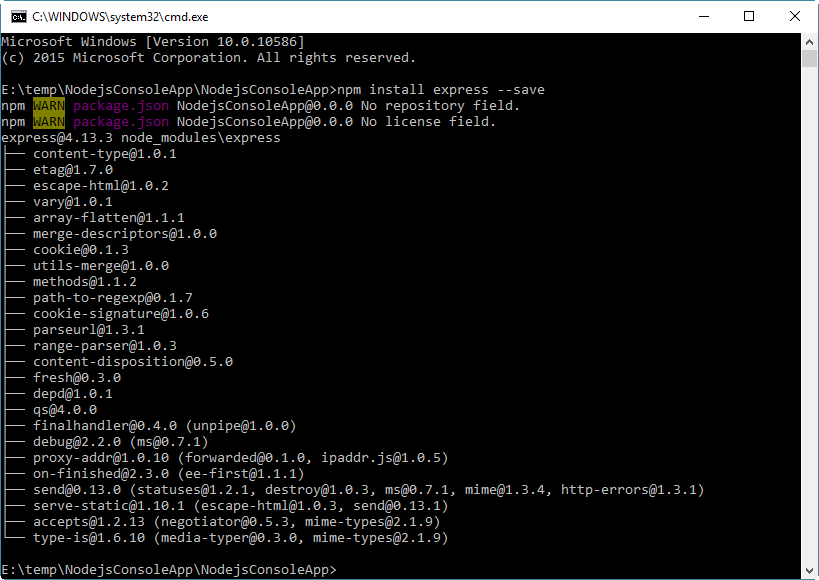 C:\WINDOWS\system32\cmd.exe
Microsoft Windows [Version 10.0.10586]
(c) 2015 Microsoft Corporation. All rights reserved.
E:\temp\NodejsConsoleApp\NodejsConsoleApp>npm install express --save
npm WARN package.json NodejsConsoleApp@0.0.0 No repository field.
npm WARN package.json NodejsConsoleApp@0.0.0 No license field.
express@4.13.3 node_modules\express
├── content-type@1.0.1
├── etag@1.7.0
├── escape-html@1.0.2
├── vary@1.0.1
├── array-flatten@1.1.1
├── merge-descriptors@1.0.0
├── cookie@0.1.3
├── utils-merge@1.0.0
├── methods@1.1.2
├── path-to-regexp@0.1.7
├── cookie-signature@1.0.6
├── parseurl@1.3.1
├── range-parser@1.0.3
├── content-disposition@0.5.0
├── fresh@0.3.0
├── depd@1.0.1
├── qs@4.0.0
├── finalhandler@0.4.0 (unpipe@1.0.0)
├── debug@2.2.0 (ms@0.7.1)
├── proxy-addr@1.0.10 (forwarded@0.1.0, ipaddr.js@1.0.5)
├── on-finished@2.3.0 (ee-first@1.1.1)
├── send@0.13.0 (statuses@1.2.1, destroy@1.0.3, ms@0.7.1, mime@1.3.4, http-errors@1.3.1)
├── serve-static@1.10.1 (escape-html@1.0.3, send@0.13.1)
├── accepts@1.2.13 (negotiator@0.5.3, mime-types@2.1.9)
└── type-is@1.6.10 (media-typer@0.3.0, mime-types@2.1.9)
E:\temp\NodejsConsoleApp\NodejsConsoleApp>